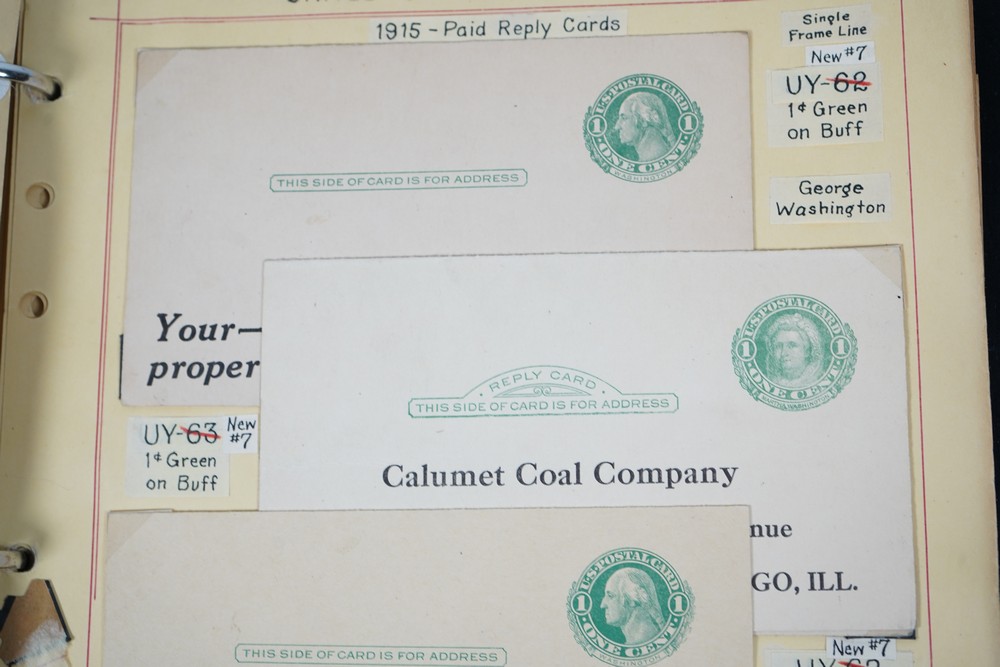 1915 - Paid Reply Cards
Single
Frame Line
New #7
UY-62
1¢ Green
on Buff
George
Washington
U.S. POSTAL CARD
1 1
ONE CENT
WASHINGTON
THIS SIDE OF CARD IS FOR ADDRESS
Your—
proper
U.S. POSTAL CARD
1 1
ONE CENT
MARTHA WASHINGTON
REPLY CARD
THIS SIDE OF CARD IS FOR ADDRESS
Calumet Coal Company
nue
GO, ILL.
UY-63
New
#7
1¢ Green
on Buff
U.S. POSTAL CARD
1 1
ONE CENT
WASHINGTON
THIS SIDE OF CARD IS FOR ADDRESS
New #7